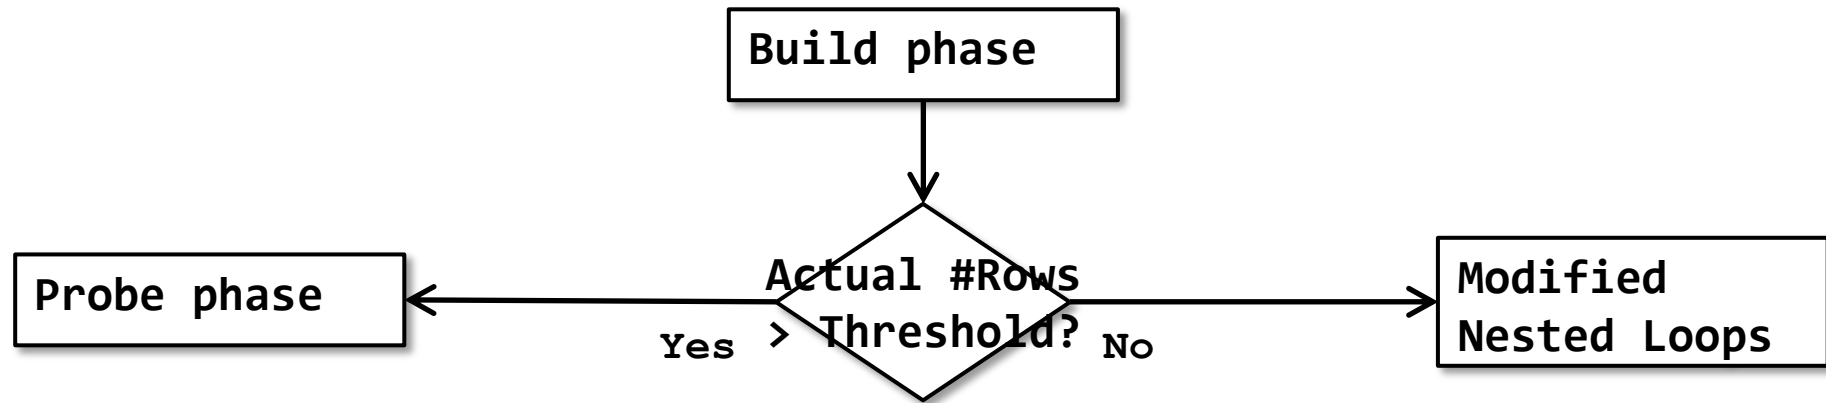 Build phase
Probe phase
Actual #Rows
> Threshold?
Yes
No
Modified
Nested Loops